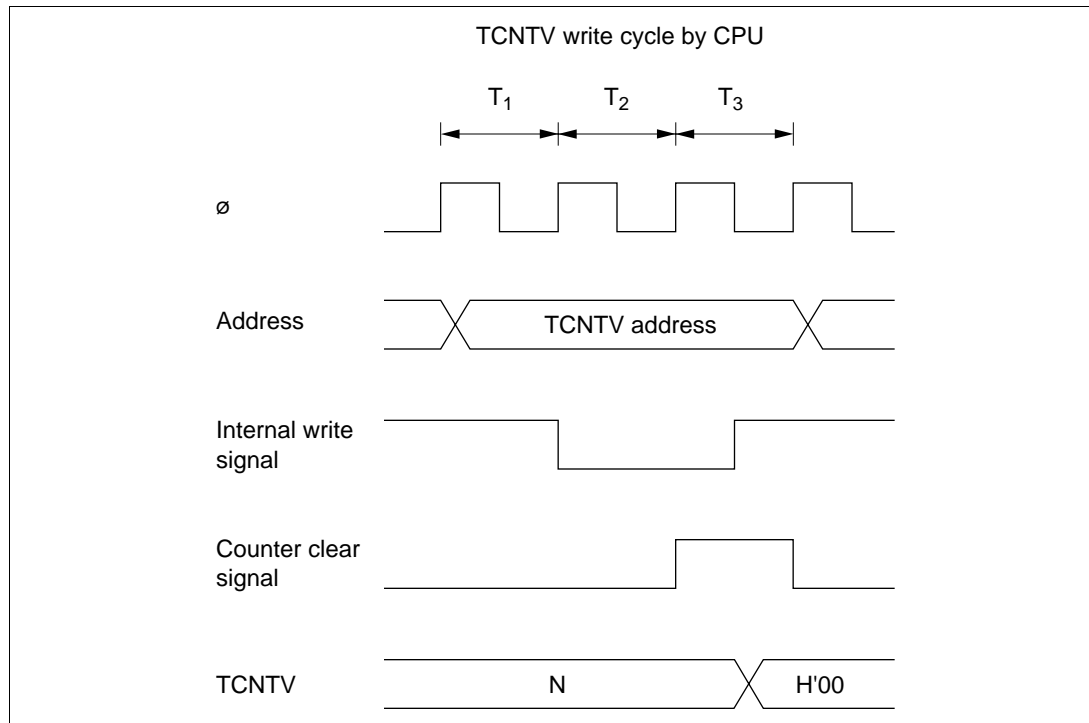 TCNTV write cycle by CPU
T1 T2 T3
ø
Address
TCNTV address
Internal write
signal
Counter clear
signal
TCNTV
N
H'00